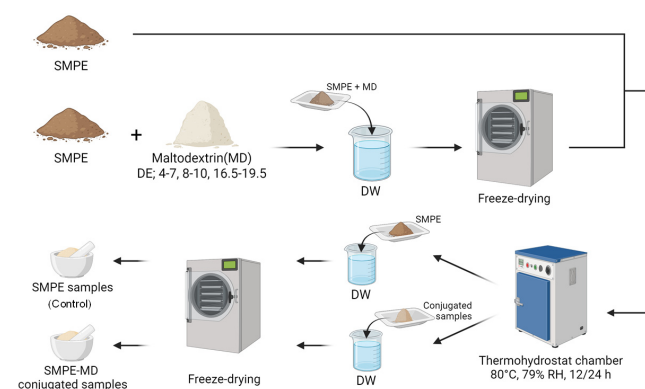 SMPE
SMPE + MD
SMPE
Maltodextrin(MD)
DE; 4-7, 8-10, 16.5-19.5
DW
Freeze-drying
SMPE
DW
SMPE samples
(Control)
Conjugated
samples
Thermohydrostat chamber
80°C, 79% RH, 12/24 h
SMPE-MD
conjugated samples
Freeze-drying
DW